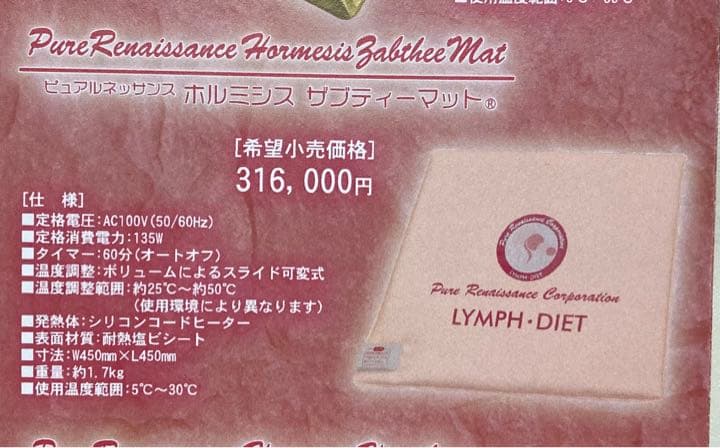 Pure Renaissance Hormesis Zabthee Mat
ピュアルネッサンス ホルミシス ザブティーマット®
[希望小売価格]
316,000円
[仕 様]
■定格電圧:AC100V(50/60Hz)
■定格消費電力:135W
■タイマー:60分(オートオフ)
■温度調整:ボリュームによるスライド可変式
■温度調整範囲:約25℃～約50℃
(使用環境により異なります)
■発熱体:シリコンコードヒーター
■表面材質:耐熱塩ビシート
■寸法:W450mm×L450mm
■重量:約1.7kg
■使用温度範囲:5℃～30℃
Pure Renaissance Corporation
LYMPH・DIET
Pure Renaissance Corporation
LYMPH・DIET